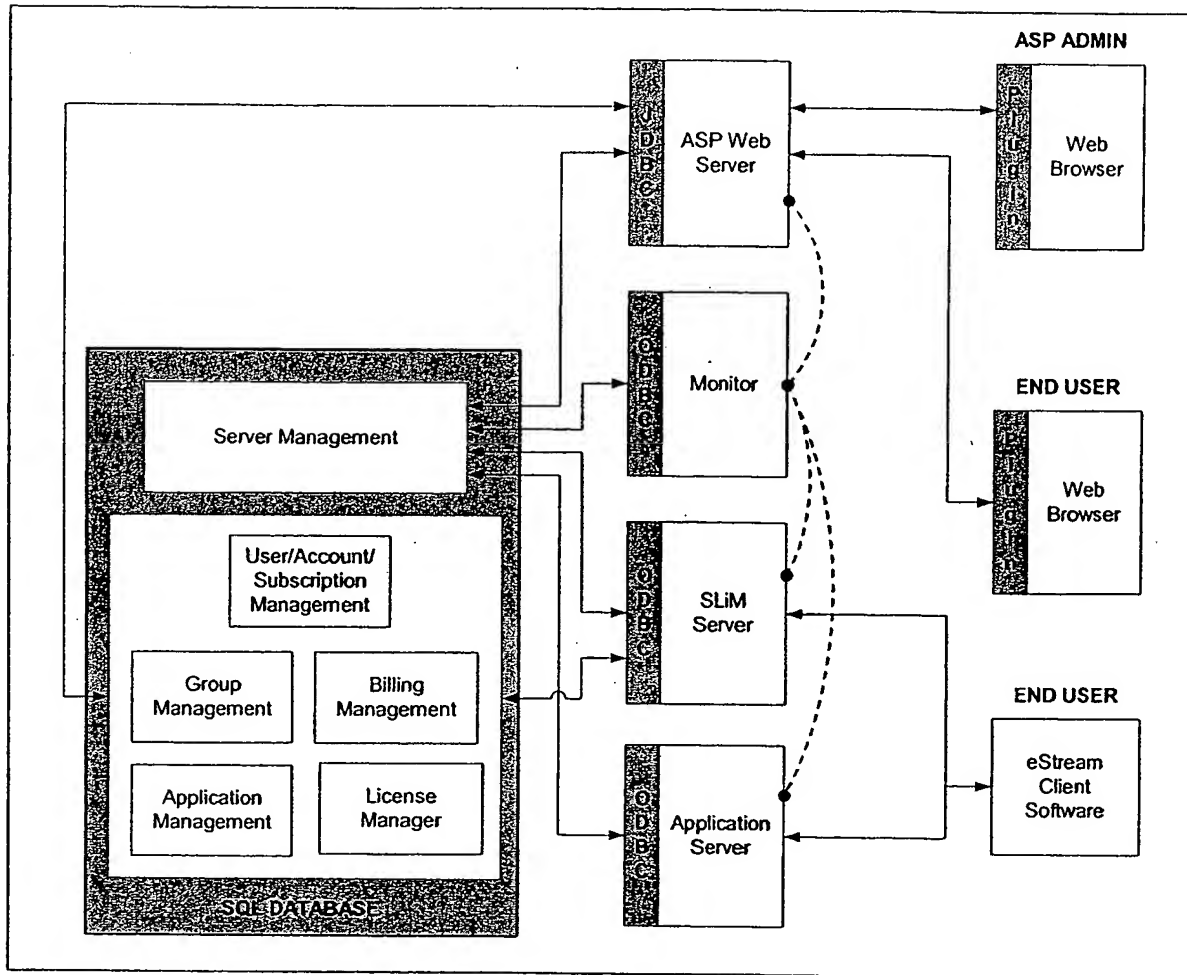 ASP ADMIN
JDBC
ASP Web
Server
Plugin
Web
Browser
ODBC
Monitor
END USER
Plugin
Web
Browser
Server Management
User/Account/
Subscription
Management
Group
Management
Billing
Management
Application
Management
License
Manager
SQL DATABASE
ODBC
SLiM
Server
ODBC
Application
Server
END USER
eStream
Client
Software